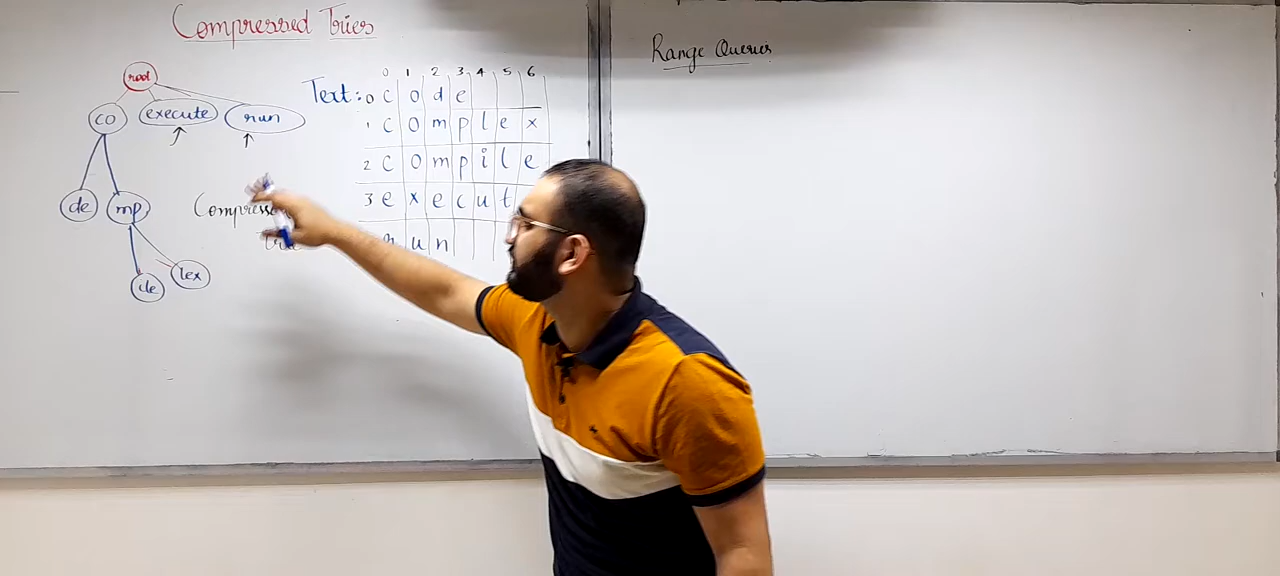 Compressed Tries
Range Queries
root
co
execute
run
de
mp
lex
Text:
0 1 2 3 4 5 6
0 c o d e
1 c o m p l e x
2 c o m p i l e
3 e x e c u t
u n